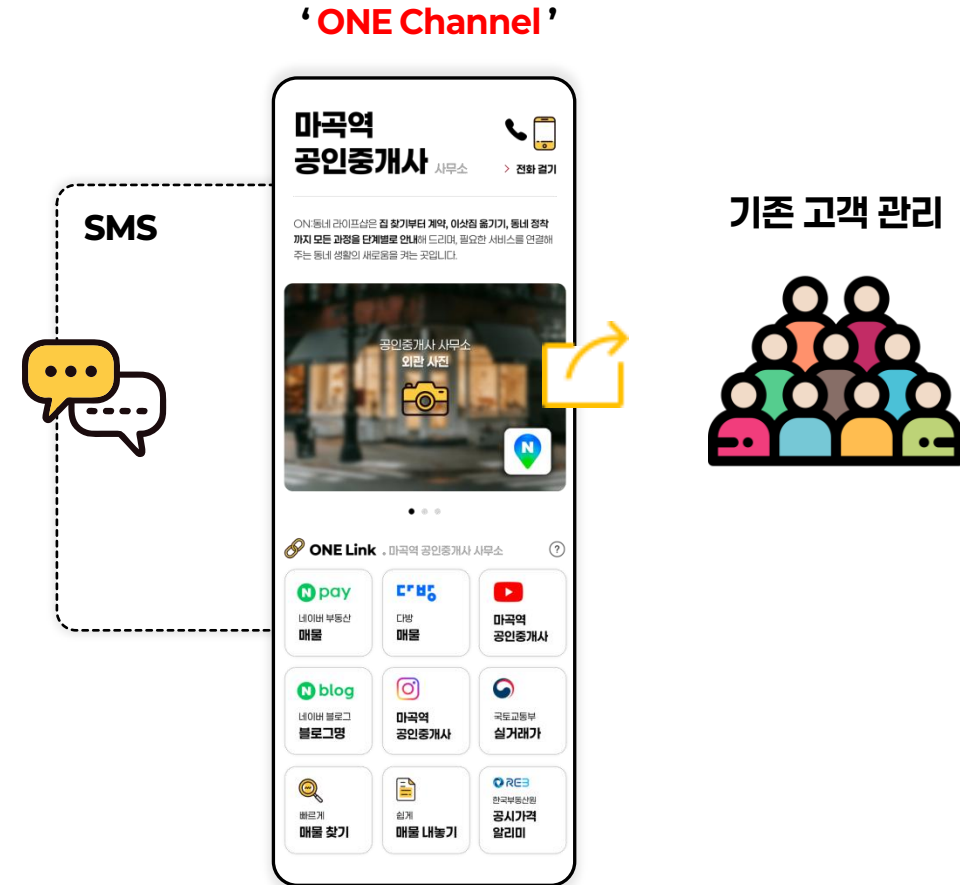 ‘ ONE Channel ’
마곡역
공인중개사 사무소
> 전화 걸기
SMS
ON:동네 라이프샵은 집 찾기부터 계약, 이삿짐 옮기기, 동네 정착
까지 모든 과정을 단계별로 안내해 드리며, 필요한 서비스를 연결해
주는 동네 생활의 새로움을 켜는 곳입니다.
기존 고객 관리
공인중개사 사무소
외관 사진
N
ONE Link . 마곡역 공인중개사 사무소 ?
N pay
네이버 부동산
매물
다방
다방
매물
마곡역
공인중개사
N blog
네이버 블로그
블로그명
마곡역
공인중개사
국토교통부
실거래가
빠르게
매물 찾기
쉽게
매물 내놓기
REB
한국부동산원
공시가격
알리미